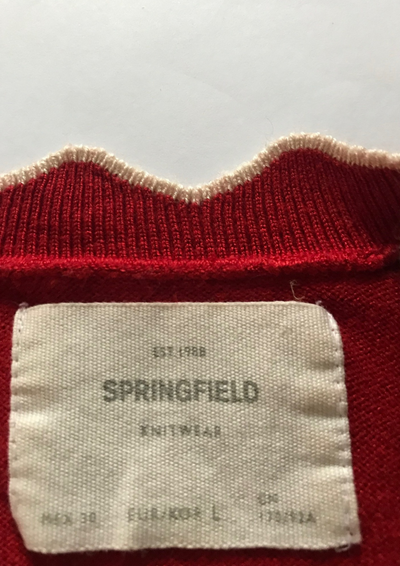 EST 1988
SPRINGFIELD
KNITWEAR
MEX 30 EUR/KOR L CN 170/92A